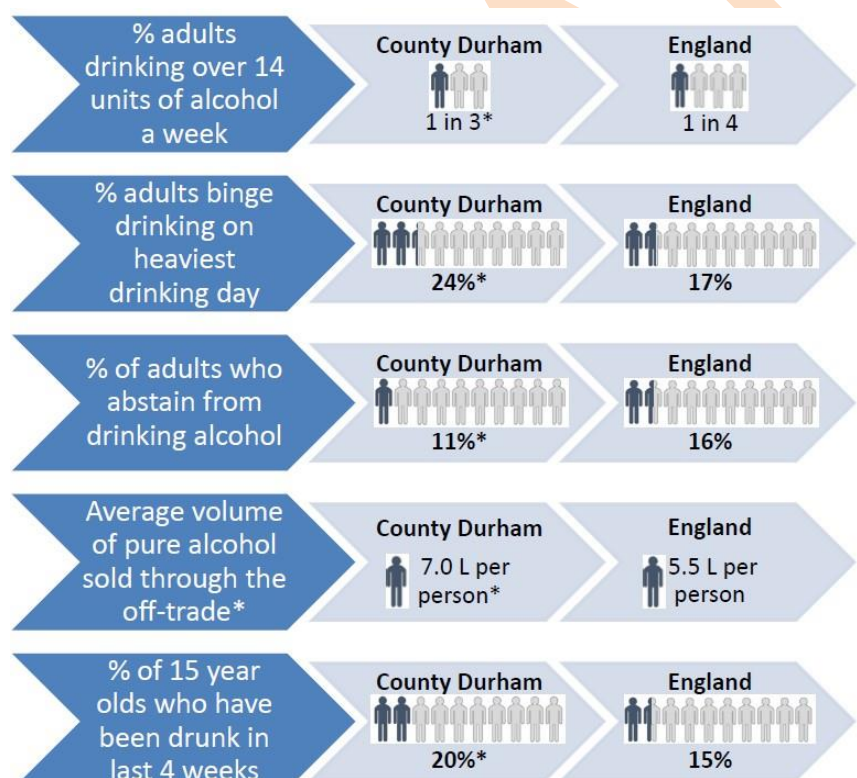 % adults
drinking over 14
units of alcohol
a week
County Durham
1 in 3*
England
1 in 4
% adults binge
drinking on
heaviest
drinking day
County Durham
24%*
England
17%
% of adults who
abstain from
drinking alcohol
County Durham
11%*
England
16%
Average volume
of pure alcohol
sold through the
off-trade*
County Durham
7.0 L per
person*
England
5.5 L per
person
% of 15 year
olds who have
been drunk in
last 4 weeks
County Durham
20%*
England
15%